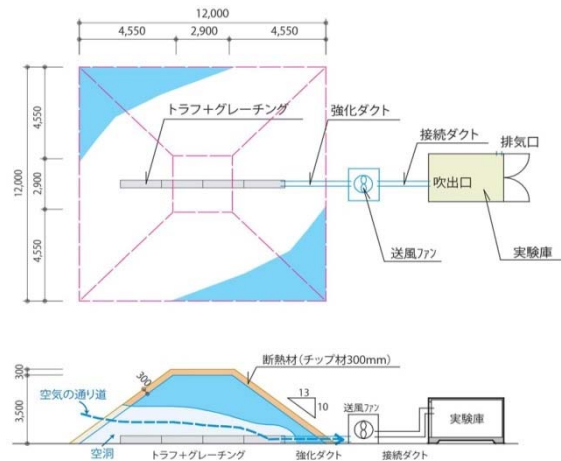 12,000
4,550
2,900
4,550
トラフ+グレーチング
強化ダクト
接続ダクト
排気口
4,550
12,000
2,900
4,550
吹出口
送風ファン
実験庫
断熱材(チップ材300mm)
300
300
13
10
空気の通り道
3,500
送風ファン
実験庫
空洞
トラフ+グレーチング
強化ダクト
接続ダクト